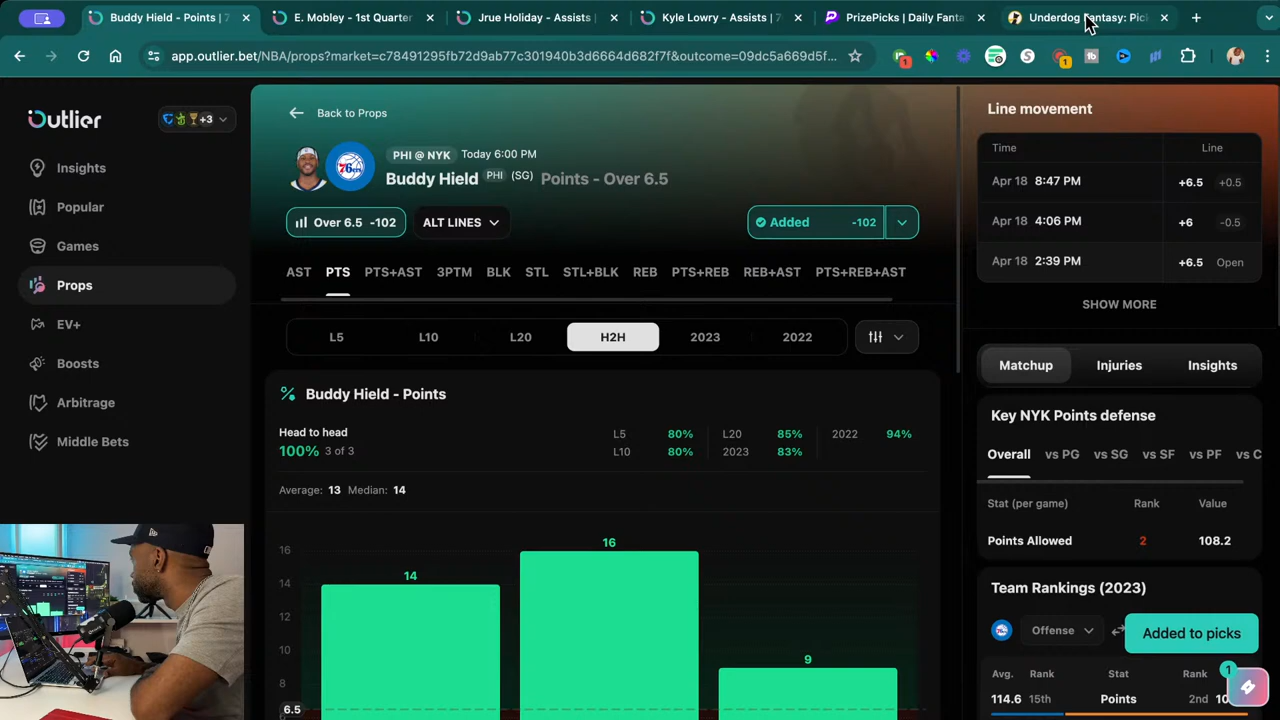 Buddy Hield - Points | 7
E. Mobley - 1st Quarter
Jrue Holiday - Assists |
Kyle Lowry - Assists | 7
PrizePicks | Daily Fanta
Underdog Fantasy: Pic
app.outlier.bet/NBA/props?market=c78491295fb72d9ab77c301940b3d6664d682f7f&outcome=09dc5a669d5f...
1
1
Outlier
+3
Insights
Popular
Games
Props
EV+
Boosts
Arbitrage
Middle Bets
Back to Props
PHI @ NYK Today 6:00 PM
Buddy Hield PHI (SG) Points - Over 6.5
Over 6.5 -102
ALT LINES
Added -102
AST PTS PTS+AST 3PTM BLK STL STL+BLK REB PTS+REB REB+AST PTS+REB+AST
L5 L10 L20 H2H 2023 2022
Buddy Hield - Points
Head to head
100% 3 of 3
L5 80% L20 85% 2022 94%
L10 80% 2023 83%
Average: 13 Median: 14
16
14
12
10
8
6.5
14
16
9
Line movement
Time Line
Apr 18 8:47 PM +6.5 +0.5
Apr 18 4:06 PM +6 -0.5
Apr 18 2:39 PM +6.5 Open
SHOW MORE
Matchup Injuries Insights
Key NYK Points defense
Overall vs PG vs SG vs SF vs PF vs C
Stat (per game) Rank Value
Points Allowed 2 108.2
Team Rankings (2023)
Offense
Added to picks
Avg. Rank Stat Rank
114.6 15th Points 2nd 10
1